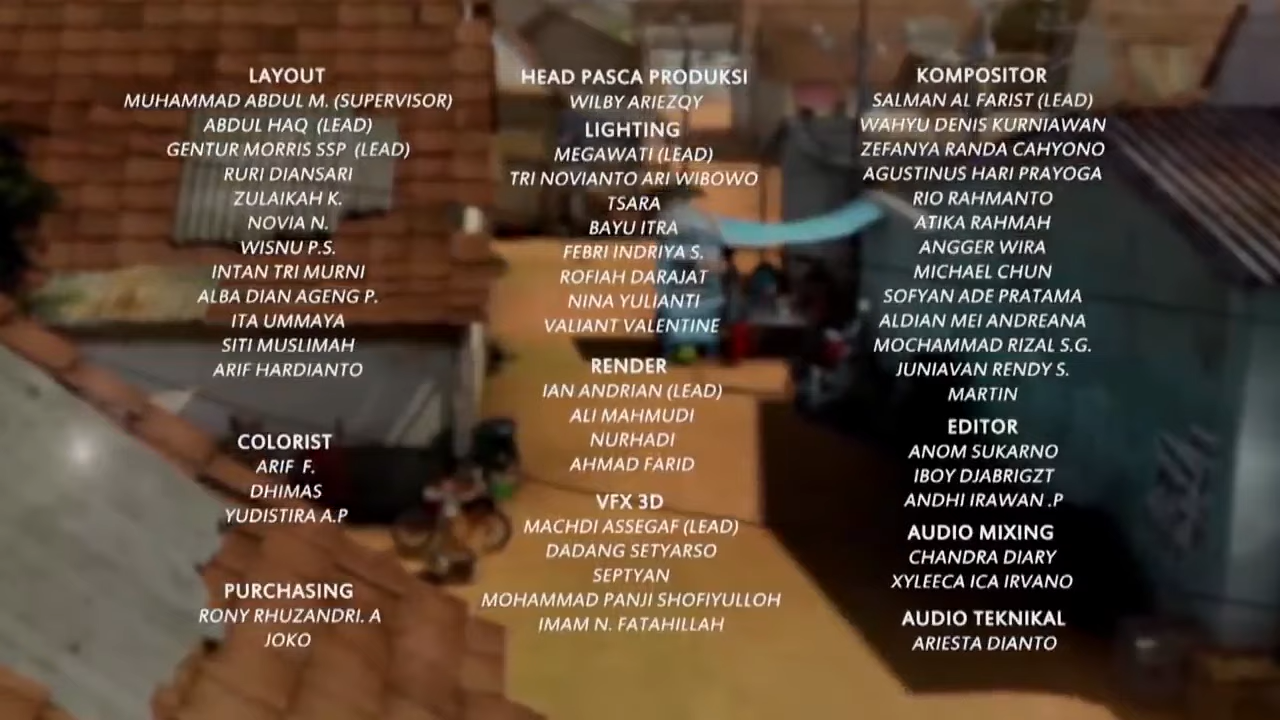 LAYOUT
MUHAMMAD ABDUL M. (SUPERVISOR)
ABDUL HAQ (LEAD)
GENTUR MORRIS SSP (LEAD)
RURI DIANSARI
ZULAIKAH K.
NOVIA N.
WISNU P.S.
INTAN TRI MURNI
ALBA DIAN AGENG P.
ITA UMMAYA
SITI MUSLIMAH
ARIF HARDIANTO
COLORIST
ARIF F.
DHIMAS
YUDISTIRA A.P
PURCHASING
RONY RHUZANDRI. A
JOKO
HEAD PASCA PRODUKSI
WILBY ARIEZQY
LIGHTING
MEGAWATI (LEAD)
TRI NOVIANTO ARI WIBOWO
TSARA
BAYU ITRA
FEBRI INDRIYA S.
ROFIAH DARAJAT
NINA YULIANTI
VALIANT VALENTINE
RENDER
IAN ANDRIAN (LEAD)
ALI MAHMUDI
NURHADI
AHMAD FARID
VFX 3D
MACHDI ASSEGAF (LEAD)
DADANG SETYARSO
SEPTYAN
MOHAMMAD PANJI SHOFIYULLOH
IMAM N. FATAHILLAH
KOMPOSITOR
SALMAN AL FARIST (LEAD)
WAHYU DENIS KURNIAWAN
ZEFANYA RANDA CAHYONO
AGUSTINUS HARI PRAYOGA
RIO RAHMANTO
ATIKA RAHMAH
ANGGER WIRA
MICHAEL CHUN
SOFYAN ADE PRATAMA
ALDIAN MEI ANDREANA
MOCHAMMAD RIZAL S.G.
JUNIAVAN RENDY S.
MARTIN
EDITOR
ANOM SUKARNO
IBOY DJABRIGZT
ANDHI IRAWAN .P
AUDIO MIXING
CHANDRA DIARY
XYLEECA ICA IRVANO
AUDIO TEKNIKAL
ARIESTA DIANTO